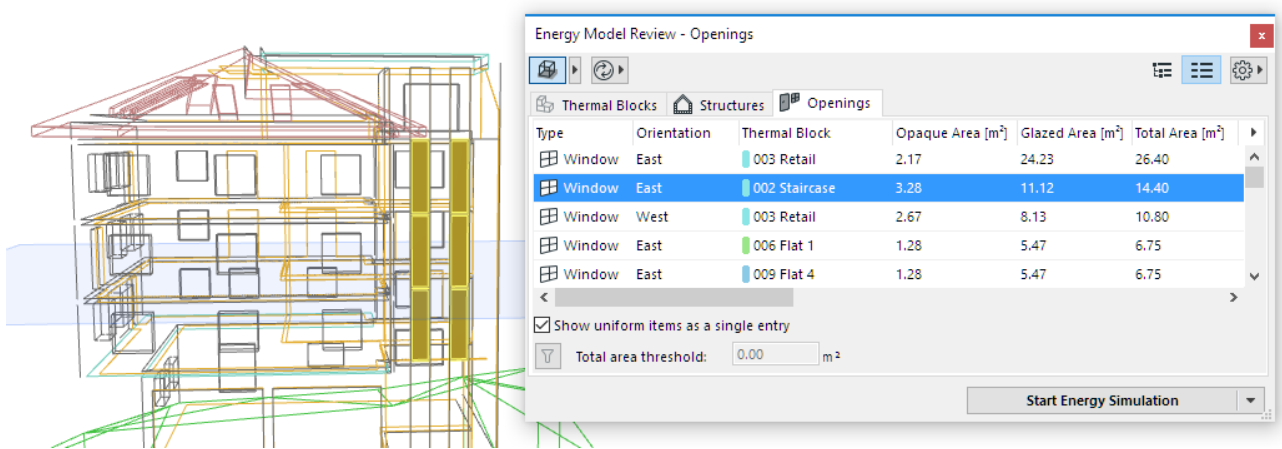 Energy Model Review - Openings
x
Thermal Blocks Structures Openings
Type Orientation Thermal Block Opaque Area [m²] Glazed Area [m²] Total Area [m²]
Window East 003 Retail 2.17 24.23 26.40
Window East 002 Staircase 3.28 11.12 14.40
Window West 003 Retail 2.67 8.13 10.80
Window East 006 Flat 1 1.28 5.47 6.75
Window East 009 Flat 4 1.28 5.47 6.75
Show uniform items as a single entry
Total area threshold: 0.00 m²
Start Energy Simulation